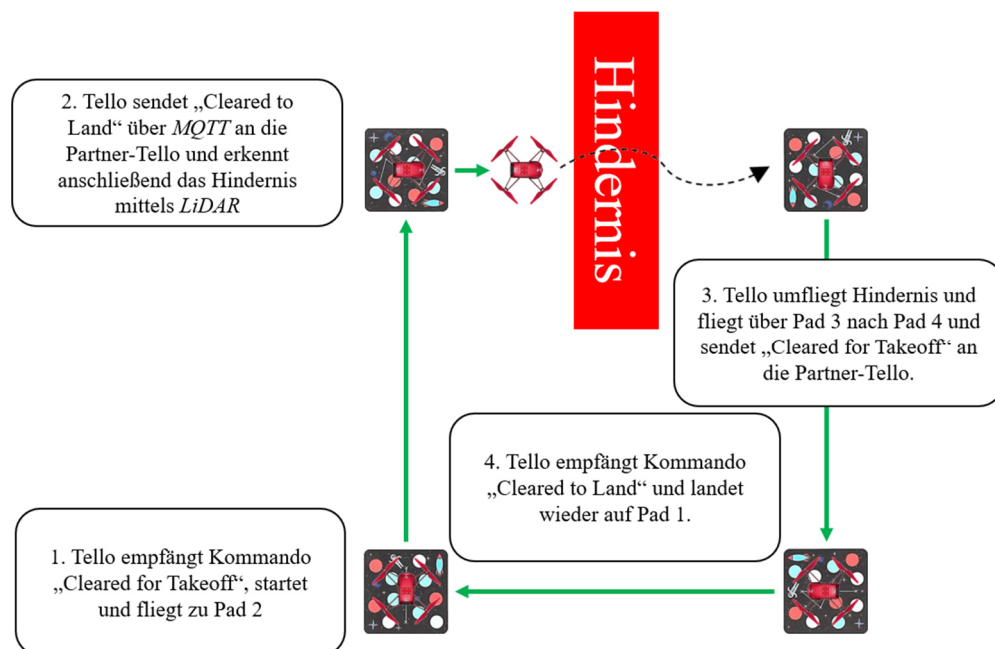 2. Tello sendet „Cleared to
Land“ über MQTT an die
Partner-Tello und erkennt
anschließend das Hindernis
mittels LiDAR
Hindernis
3. Tello umfliegt Hindernis und
fliegt über Pad 3 nach Pad 4 und
sendet „Cleared for Takeoff“ an
die Partner-Tello.
4. Tello empfängt Kommando
„Cleared to Land“ und landet
wieder auf Pad 1.
1. Tello empfängt Kommando
„Cleared for Takeoff“, startet
und fliegt zu Pad 2